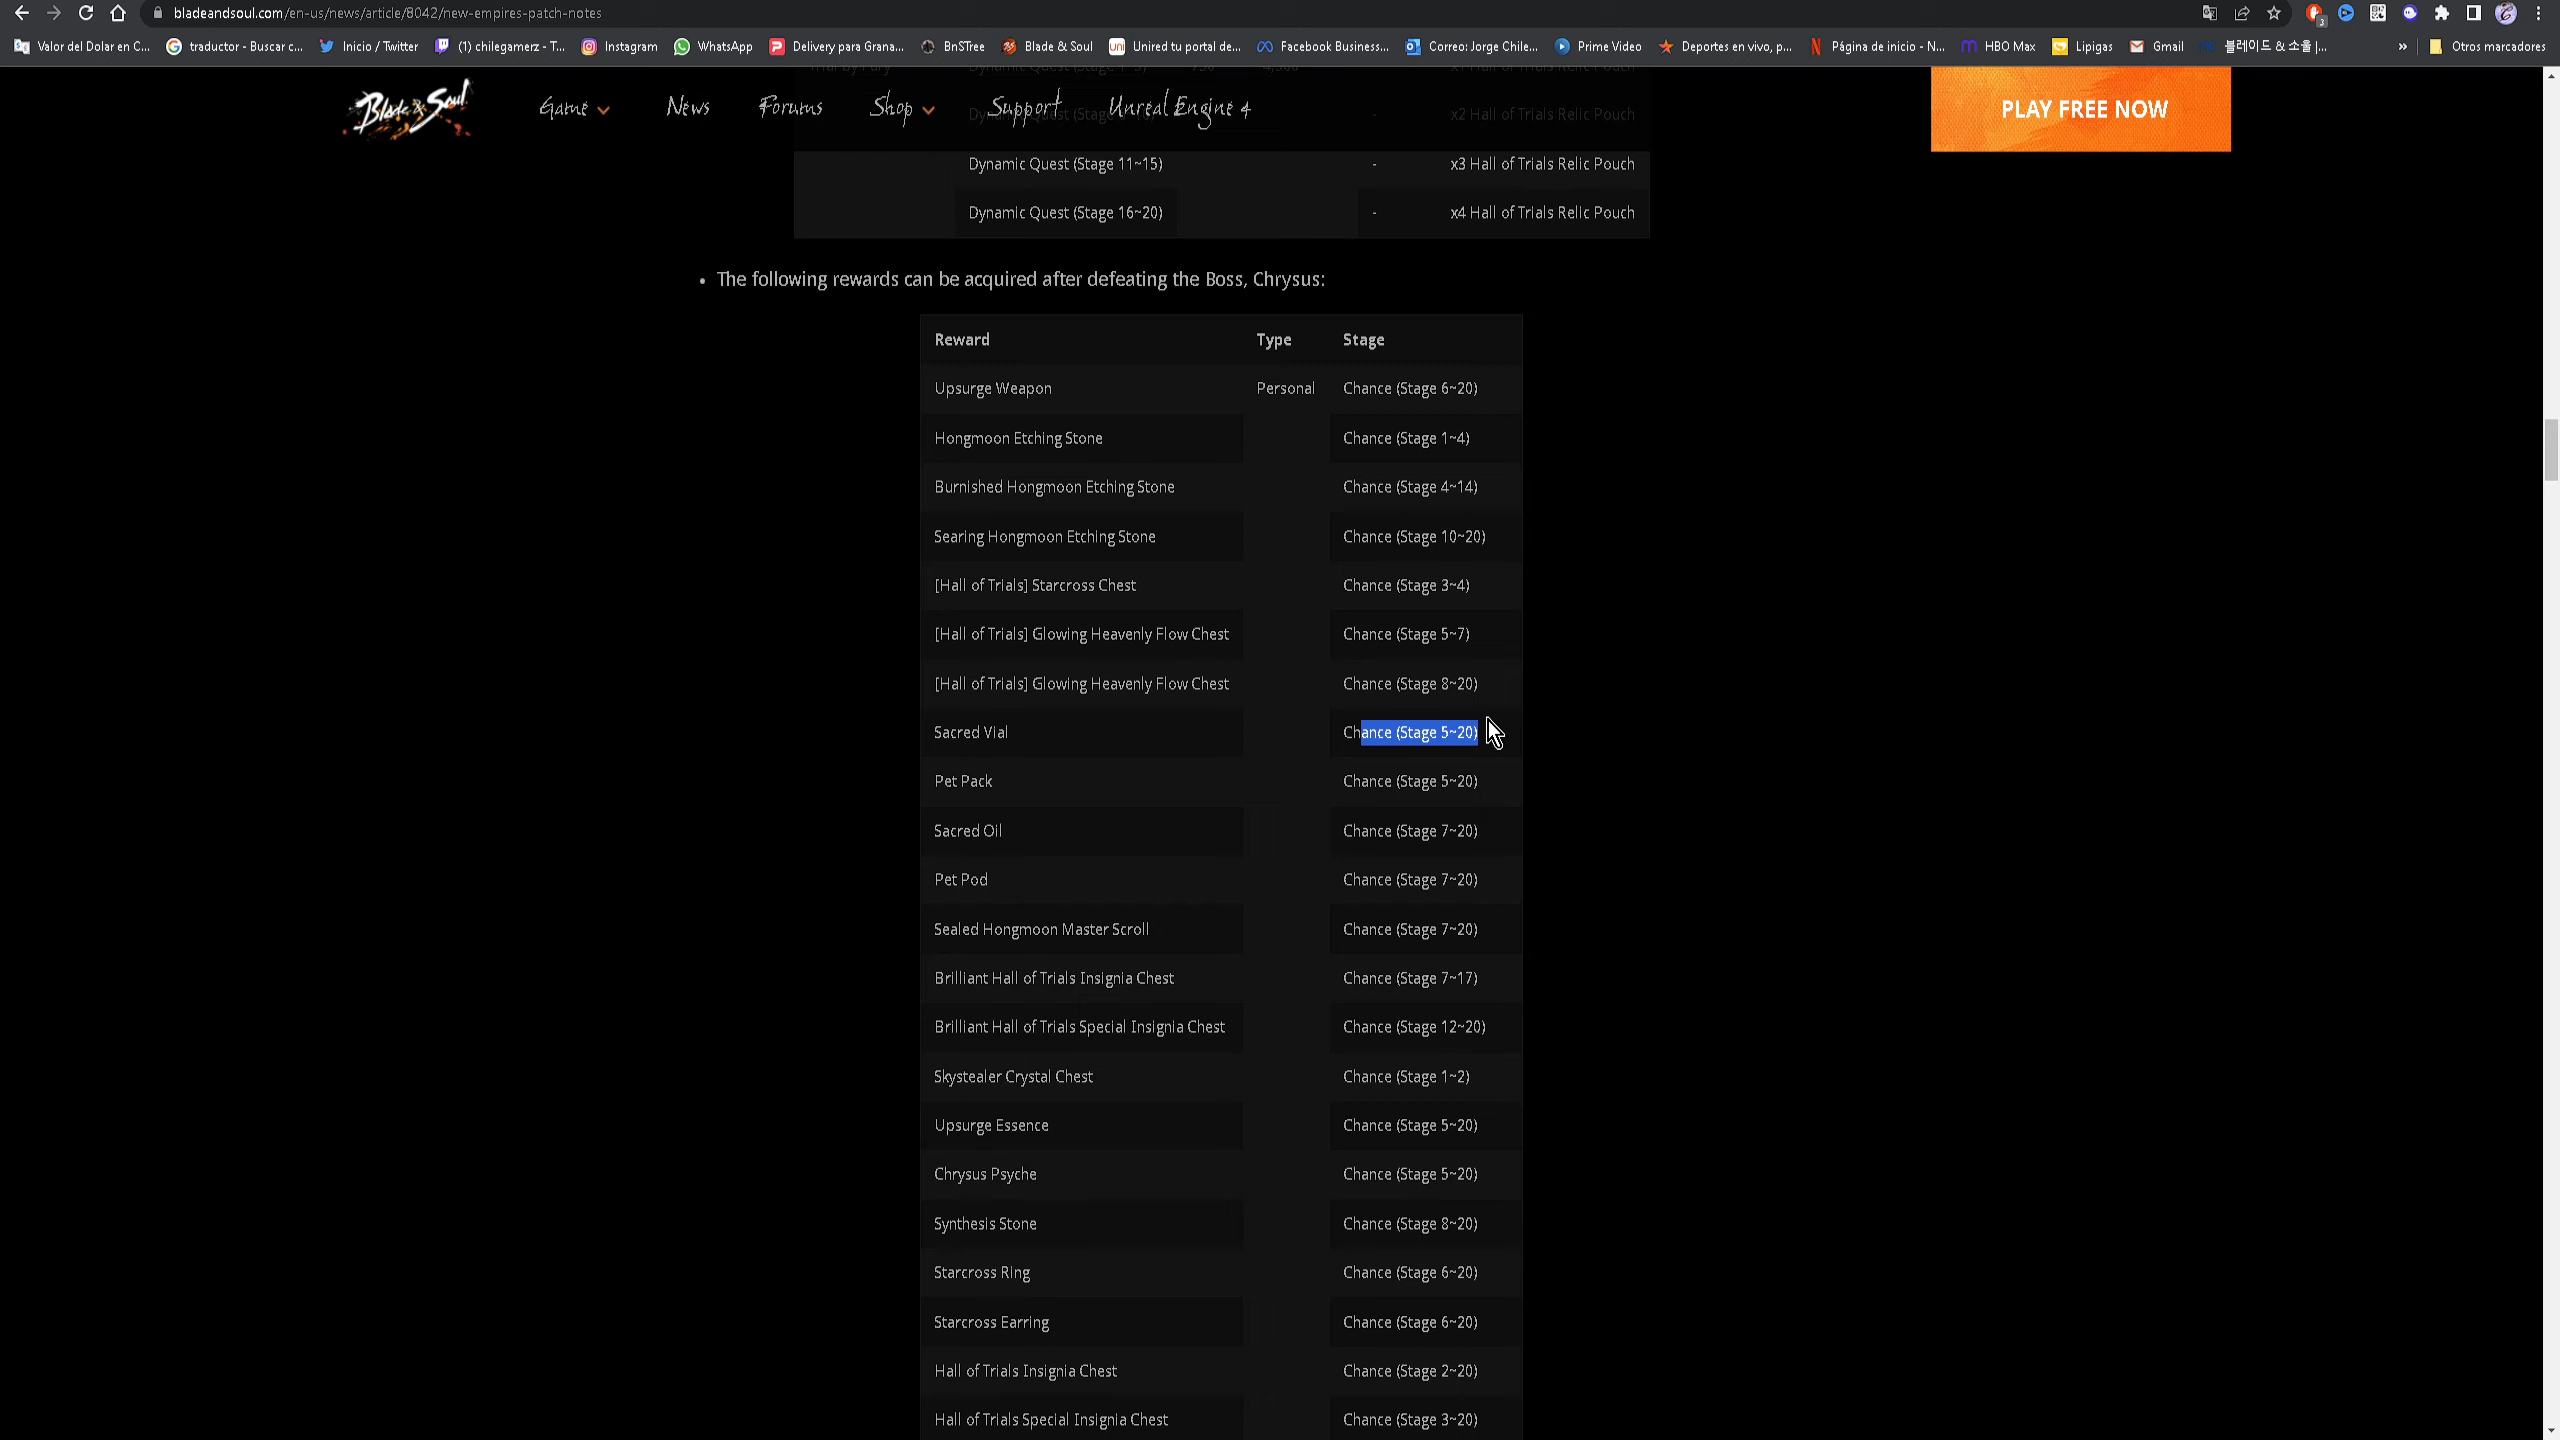 bladeandsoul.com/en-us/news/article/8042/new-empires-patch-notes
Valor del Dolar en C... traductor - Buscar c... Inicio / Twitter (1) chilegamerz - T... Instagram WhatsApp Delivery para Grana... BnSTree Blade & Soul Unired tu portal de... Facebook Business... Correo: Jorge Chile... Prime Video Deportes en vivo, p... Página de inicio - N... HBO Max Lipigas Gmail 블레이드 & 소울 |... » Otros marcadores
Blade & Soul Game News Forums Shop Support Unreal Engine 4 PLAY FREE NOW
x2 Hall of Trials Relic Pouch
Dynamic Quest (Stage 11~15) - x3 Hall of Trials Relic Pouch
Dynamic Quest (Stage 16~20) - x4 Hall of Trials Relic Pouch
• The following rewards can be acquired after defeating the Boss, Chrysus:
Reward Type Stage
Upsurge Weapon Personal Chance (Stage 6~20)
Hongmoon Etching Stone Chance (Stage 1~4)
Burnished Hongmoon Etching Stone Chance (Stage 4~14)
Searing Hongmoon Etching Stone Chance (Stage 10~20)
[Hall of Trials] Starcross Chest Chance (Stage 3~4)
[Hall of Trials] Glowing Heavenly Flow Chest Chance (Stage 5~7)
[Hall of Trials] Glowing Heavenly Flow Chest Chance (Stage 8~20)
Sacred Vial Chance (Stage 5~20)
Pet Pack Chance (Stage 5~20)
Sacred Oil Chance (Stage 7~20)
Pet Pod Chance (Stage 7~20)
Sealed Hongmoon Master Scroll Chance (Stage 7~20)
Brilliant Hall of Trials Insignia Chest Chance (Stage 7~17)
Brilliant Hall of Trials Special Insignia Chest Chance (Stage 12~20)
Skystealer Crystal Chest Chance (Stage 1~2)
Upsurge Essence Chance (Stage 5~20)
Chrysus Psyche Chance (Stage 5~20)
Synthesis Stone Chance (Stage 8~20)
Starcross Ring Chance (Stage 6~20)
Starcross Earring Chance (Stage 6~20)
Hall of Trials Insignia Chest Chance (Stage 2~20)
Hall of Trials Special Insignia Chest Chance (Stage 3~20)